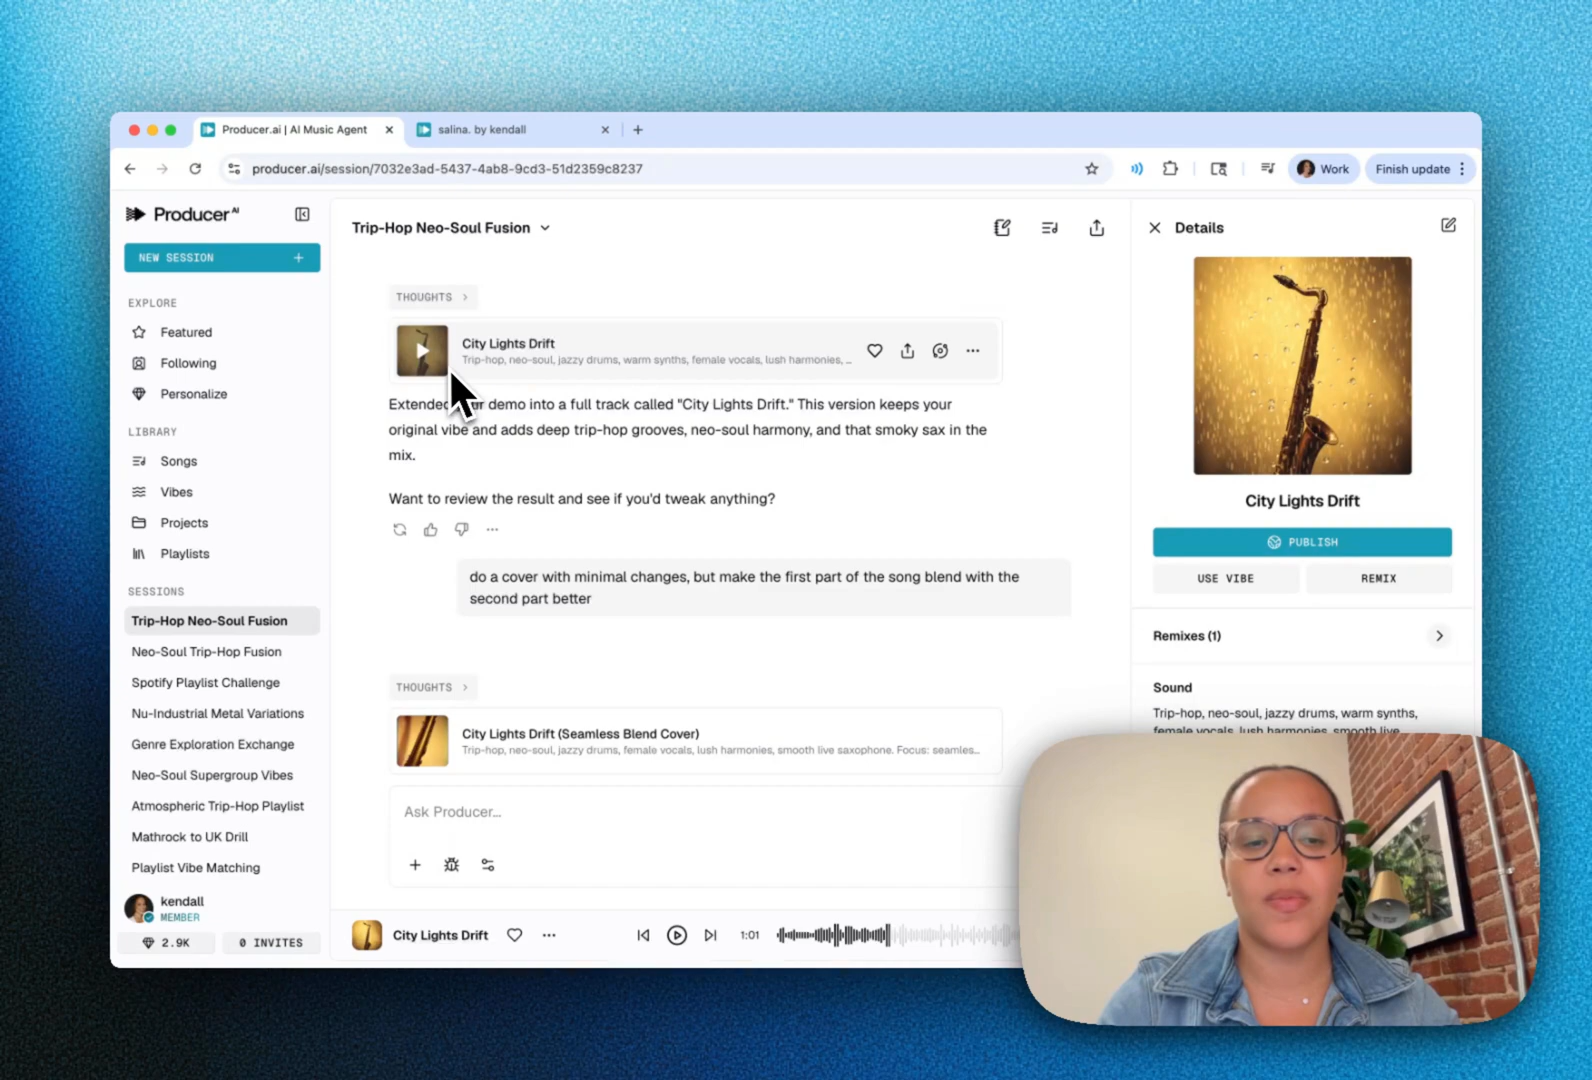 Producer.ai | AI Music Agent
salina. by kendall
producer.ai/session/7032e3ad-5437-4ab8-9cd3-51d2359c8237
Work
Finish update
Producer AI
NEW SESSION +
EXPLORE
Featured
Following
Personalize
LIBRARY
Songs
Vibes
Projects
Playlists
SESSIONS
Trip-Hop Neo-Soul Fusion
Neo-Soul Trip-Hop Fusion
Spotify Playlist Challenge
Nu-Industrial Metal Variations
Genre Exploration Exchange
Neo-Soul Supergroup Vibes
Atmospheric Trip-Hop Playlist
Mathrock to UK Drill
Playlist Vibe Matching
kendall
MEMBER
2.9K
0 INVITES
Trip-Hop Neo-Soul Fusion
THOUGHTS >
City Lights Drift
Trip-hop, neo-soul, jazzy drums, warm synths, female vocals, lush harmonies, ...
Extended demo into a full track called "City Lights Drift." This version keeps your
original vibe and adds deep trip-hop grooves, neo-soul harmony, and that smoky sax in the
mix.
Want to review the result and see if you'd tweak anything?
do a cover with minimal changes, but make the first part of the song blend with the
second part better
THOUGHTS >
City Lights Drift (Seamless Blend Cover)
Trip-hop, neo-soul, jazzy drums, female vocals, lush harmonies, smooth live saxophone. Focus: seamles...
Ask Producer...
City Lights Drift
1:01
Details
City Lights Drift
PUBLISH
USE VIBE
REMIX
Remixes (1)
Sound
Trip-hop, neo-soul, jazzy drums, warm synths,
female vocals, lush harmonies, smooth live